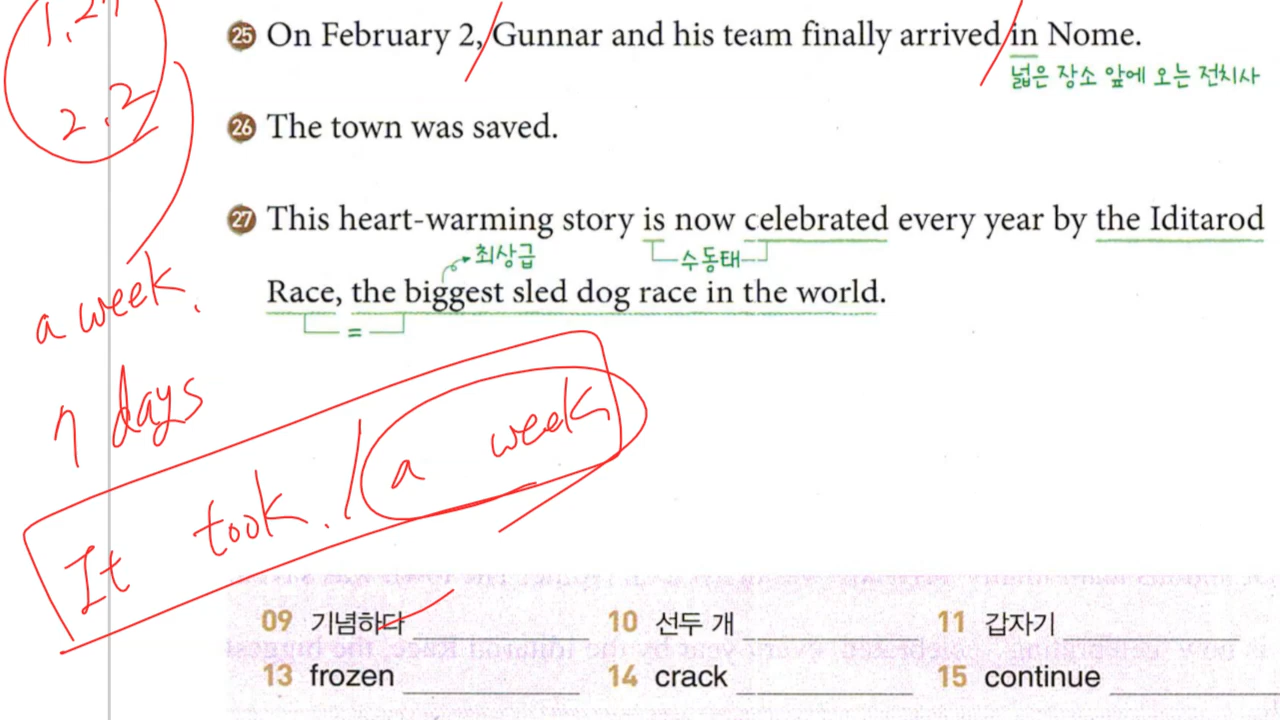 1.27
2.2
㉕ On February 2, Gunnar and his team finally arrived in Nome.
넓은 장소 앞에 오는 전치사
㉖ The town was saved.
㉗ This heart-warming story is now celebrated every year by the Iditarod
최상급
수동태
Race, the biggest sled dog race in the world.
=
a week.
7 days
It took. / a week
09 기념하다 10 선두 개 11 갑자기
13 frozen 14 crack 15 continue